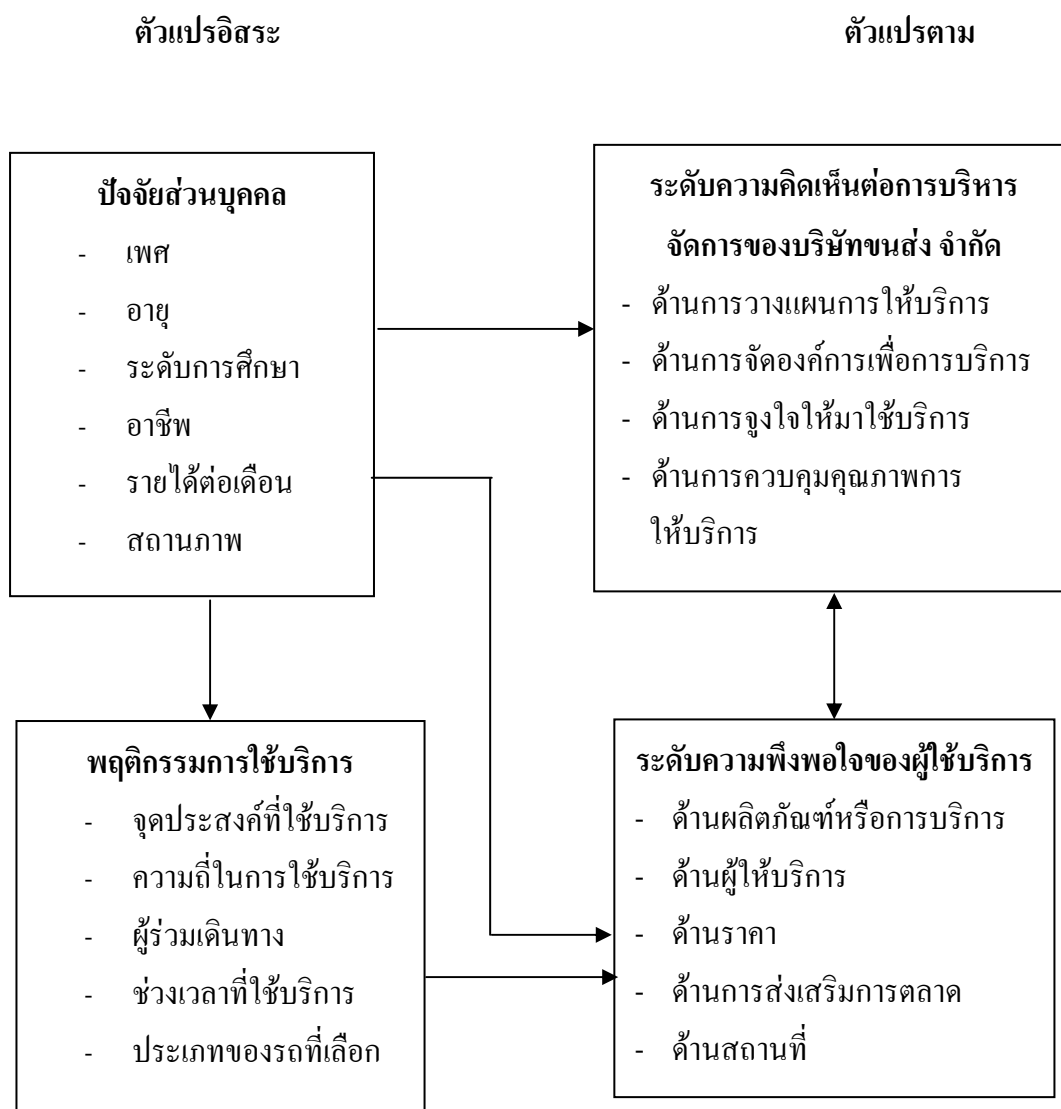 ตัวแปรอิสระ
ตัวแปรตาม
ปัจจัยส่วนบุคคล
- เพศ
- อายุ
- ระดับการศึกษา
- อาชีพ
- รายได้ต่อเดือน
- สถานภาพ
ระดับความคิดเห็นต่อการบริหาร
จัดการของบริษัทขนส่ง จำกัด
- ด้านการวางแผนการให้บริการ
- ด้านการจัดองค์การเพื่อการบริการ
- ด้านการจูงใจให้มาใช้บริการ
- ด้านการควบคุมคุณภาพการ
ให้บริการ
พฤติกรรมการใช้บริการ
- จุดประสงค์ที่ใช้บริการ
- ความถี่ในการใช้บริการ
- ผู้ร่วมเดินทาง
- ช่วงเวลาที่ใช้บริการ
- ประเภทของรถที่เลือก
ระดับความพึงพอใจของผู้ใช้บริการ
- ด้านผลิตภัณฑ์หรือการบริการ
- ด้านผู้ให้บริการ
- ด้านราคา
- ด้านการส่งเสริมการตลาด
- ด้านสถานที่